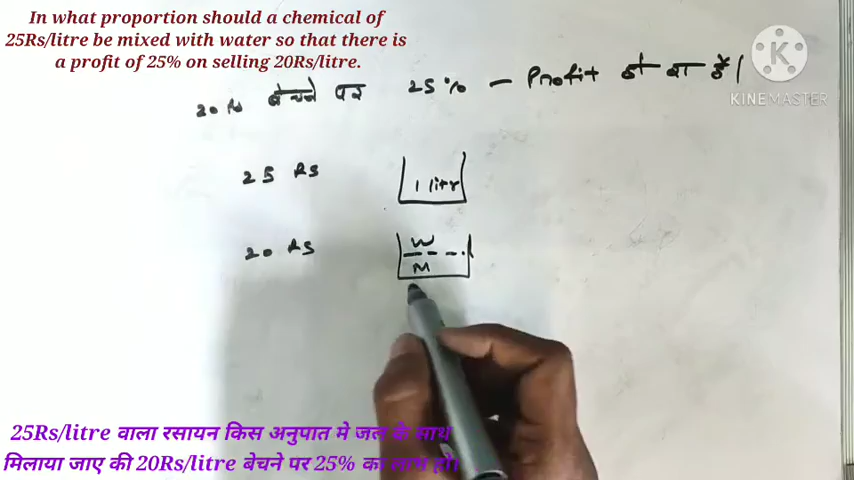 In what proportion should a chemical of
25Rs/litre be mixed with water so that there is
a profit of 25% on selling 20Rs/litre.
KINEMASTER
20 Rs बेचने पर 25% - Profit हो
25 Rs 1 litr
20 Rs W
M
25Rs/litre वाला रसायन किस अनुपात मे जल के साथ
मिलाया जाए की 20Rs/litre बेचने पर 25% का लाभ हो।